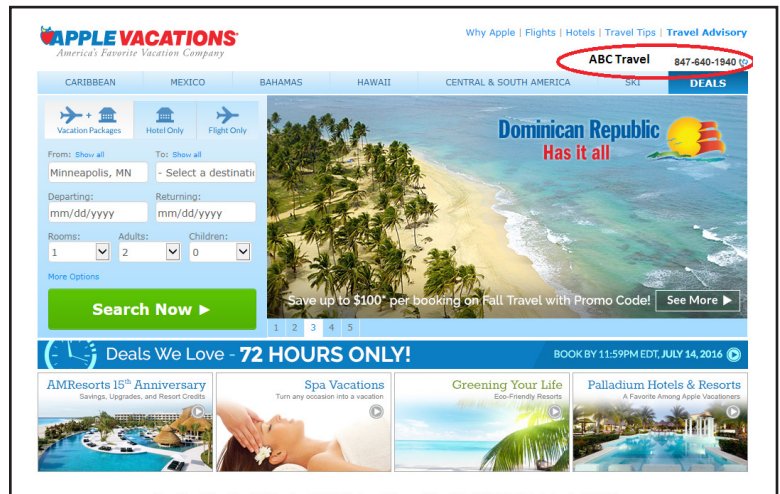 APPLE VACATIONS
America's Favorite Vacation Company
Why Apple | Flights | Hotels | Travel Tips | Travel Advisory
ABC Travel 847-640-1940
CARIBBEAN MEXICO BAHAMAS HAWAII CENTRAL & SOUTH AMERICA SKI DEALS
Vacation Packages Hotel Only Flight Only
From: Show all To: Show all
Minneapolis, MN - Select a destinatio
Departing: Returning:
mm/dd/yyyy mm/dd/yyyy
Rooms: Adults: Children:
1 2 0
More Options
Search Now
Dominican Republic
Has it all
Save up to $100* per booking on Fall Travel with Promo Code! See More
1 2 3 4 5
Deals We Love - 72 HOURS ONLY! BOOK BY 11:59PM EDT, JULY 14, 2016
AMResorts 15th Anniversary
Savings, Upgrades, and Resort Credits
Spa Vacations
Turn any occasion into a vacation
Greening Your Life
Eco-Friendly Resorts
Palladium Hotels & Resorts
A Favorite Among Apple Vacationers